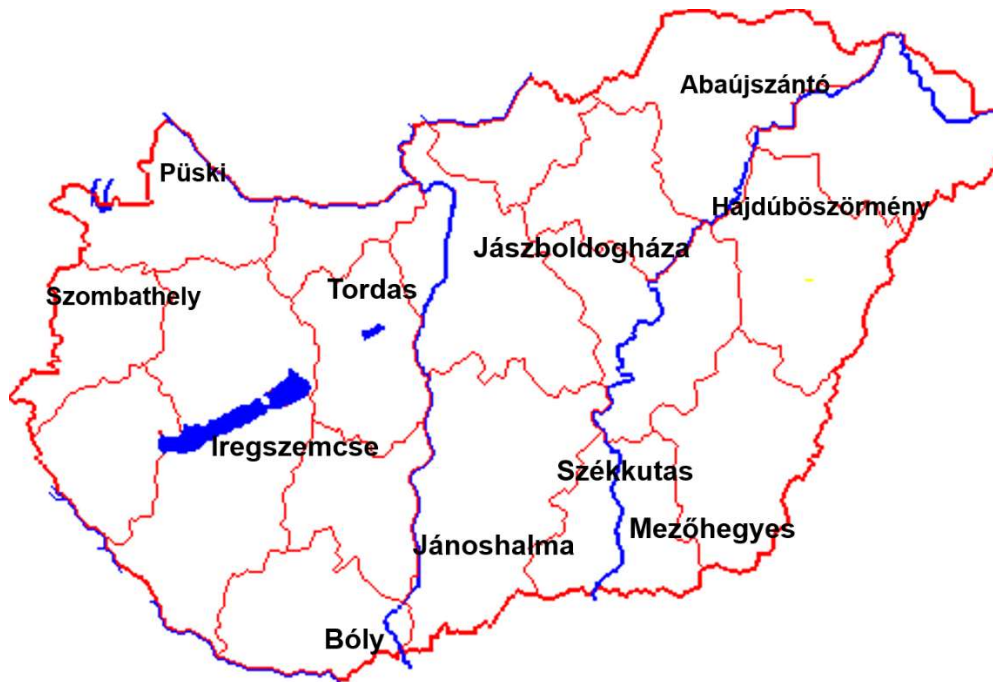 Abaújszántó
Püski
Hajdúböszörmény
Jászboldogháza
Tordas
Szombathely
Iregszemcse
Székkutas
Mezőhegyes
Jánoshalma
Bóly